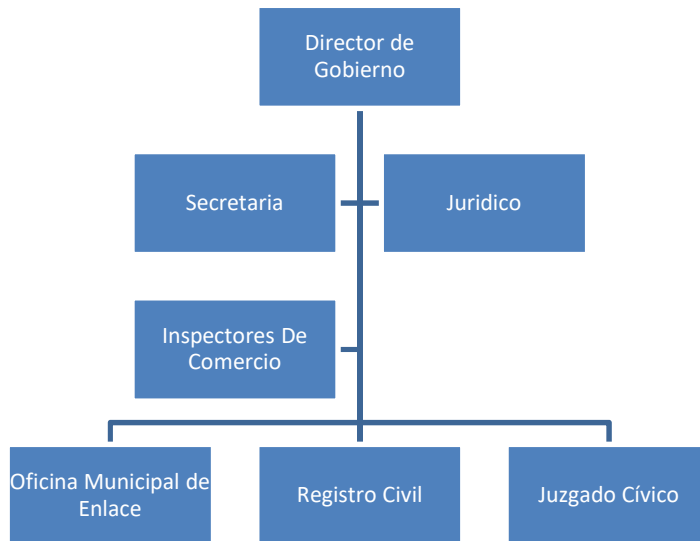 Director de
Gobierno
Secretaria
Juridico
Inspectores De
Comercio
Oficina Municipal de
Enlace
Registro Civil
Juzgado Cívico